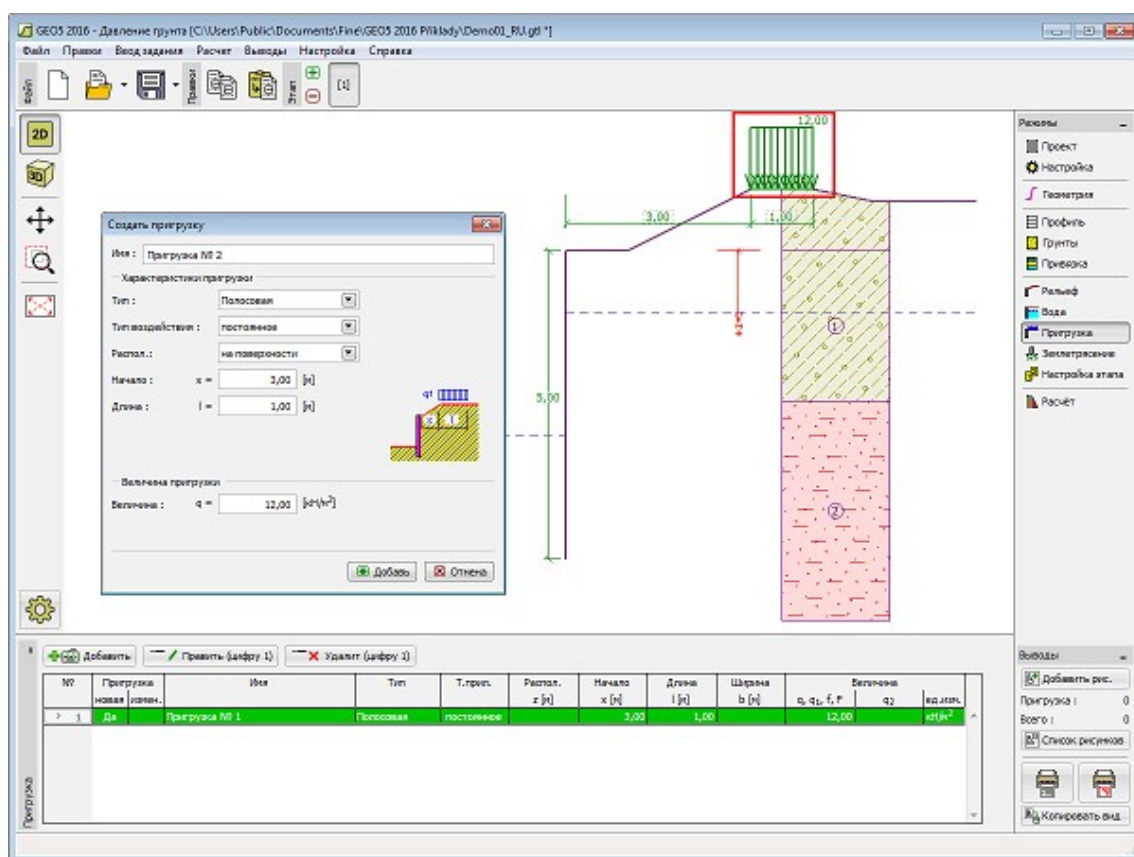 GEO5 2016 - Давление грунта [C:\Users\Public\Documents\Fine\GEO5 2016 Příklady\Demo01_RU.gtl *]
Файл Правки Ввод задания Расчет Выводы Настройка Справка
Файл
Правки
Этап
[1]
2D
3D
12,00
3,00
1,00
5,00
+z
1
2
Создать пригрузку
Имя : Пригрузка № 2
Характеристики пригрузки
Тип : Полосовая
Тип воздействия : постоянное
Распол.: на поверхности
Начало : x = 3,00 [м]
Длина : l = 1,00 [м]
q1
x l
Величина пригрузки
Величина : q = 12,00 [кН/м²]
Добавь Отмена
Режимы
Проект
Настройка
Геометрия
Профиль
Грунты
Привязка
Рельеф
Вода
Пригрузка
Землетрясение
Настройка этапа
Расчёт
Добавить Править (цифру 1) Удалит (цифру 1)
№ Пригрузка Имя Тип Т.прил. Распол. Начало Длина Ширина Величина
новая измен. z [м] x [м] l [м] b [м] q, q1, f, F q2 ед.изм.
> 1 Да Пригрузка № 1 Полосовая постоянное 3,00 1,00 12,00 кН/м²
Пригрузка
Выводы
Добавить рис.
Пригрузка : 0
Всего : 0
Список рисунков
Копировать вид